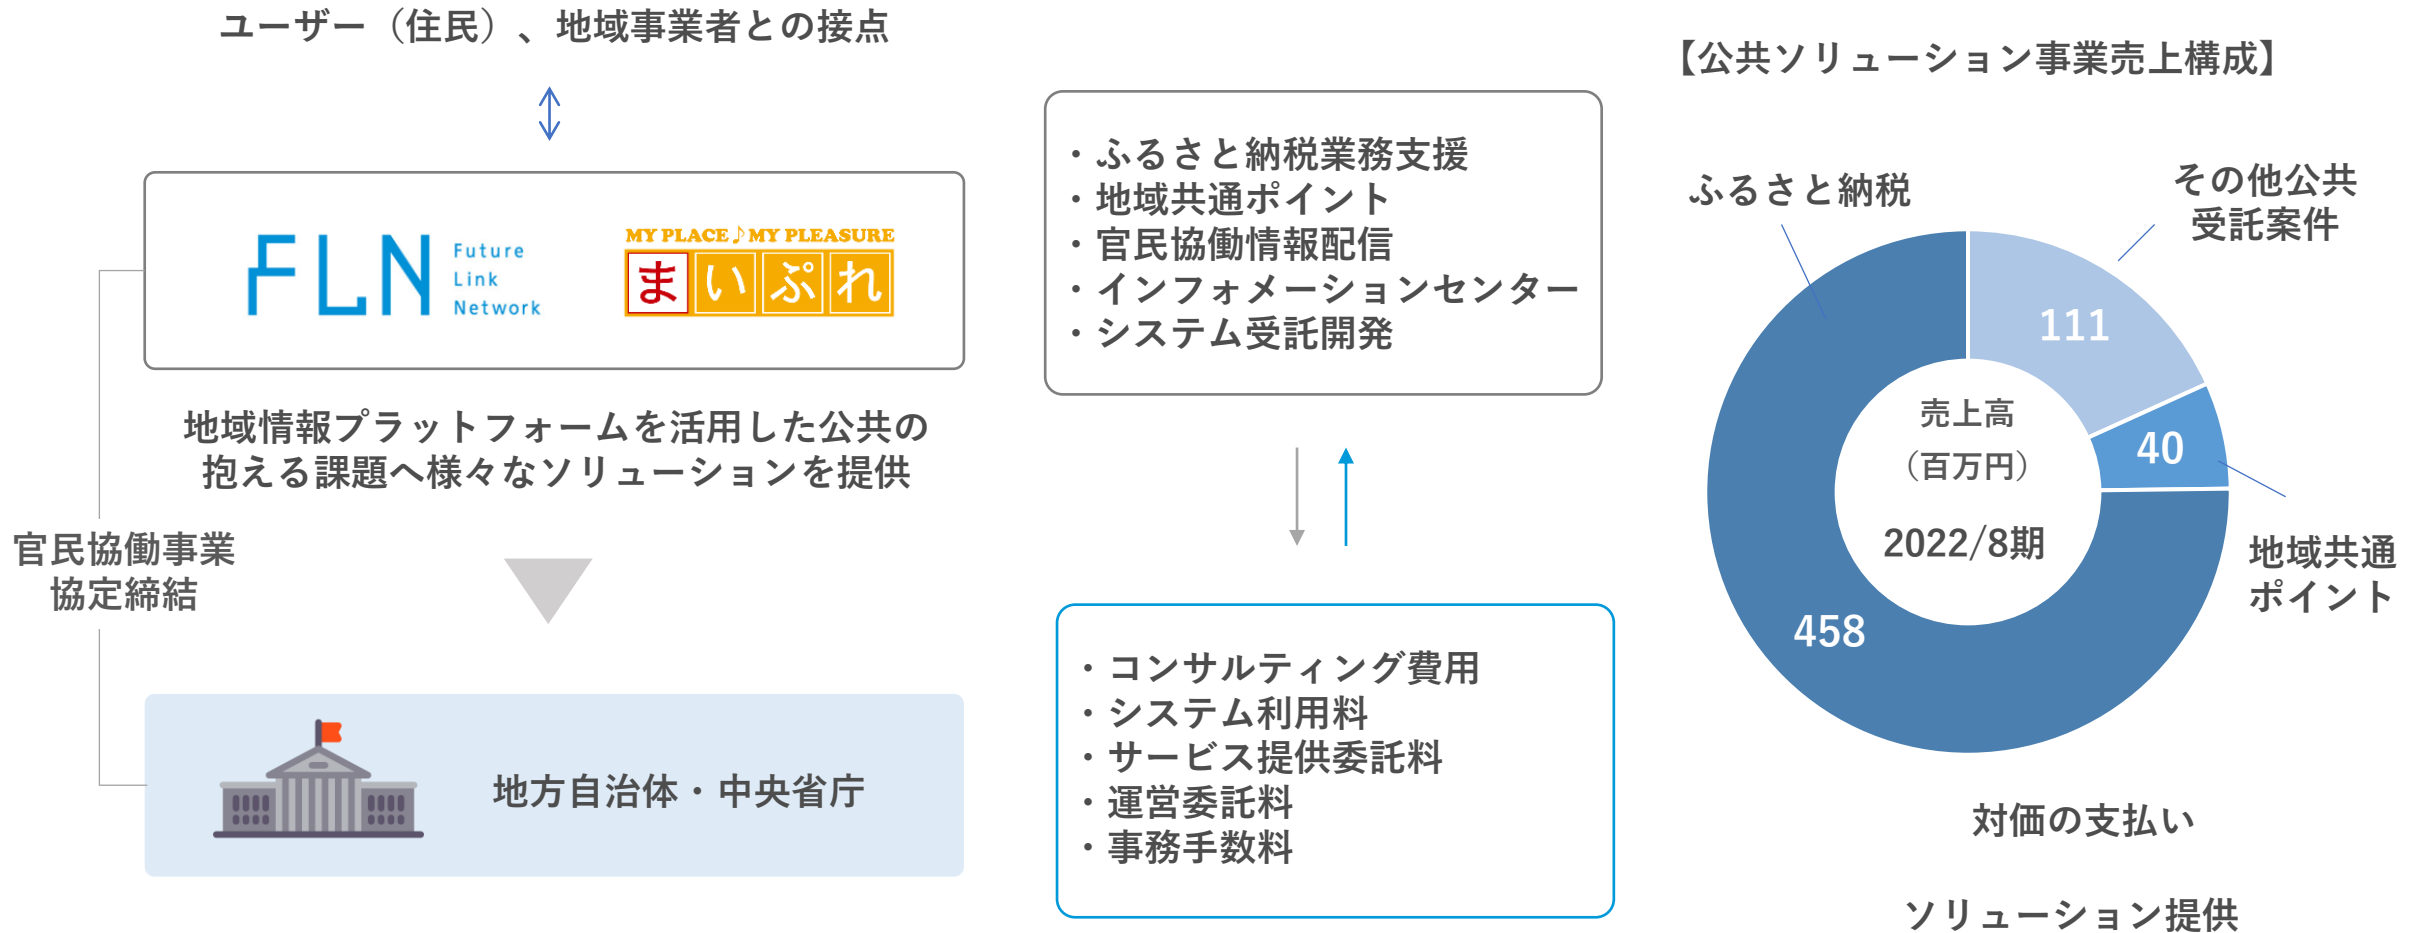 ユーザー（住民）、地域事業者との接点
FLN
Future
Link
Network
MY PLACE♪MY PLEASURE
まいぷれ
地域情報プラットフォームを活用した公共の
抱える課題へ様々なソリューションを提供
官民協働事業
協定締結
地方自治体・中央省庁
・ふるさと納税業務支援
・地域共通ポイント
・官民協働情報配信
・インフォメーションセンター
・システム受託開発
・コンサルティング費用
・システム利用料
・サービス提供委託料
・運営委託料
・事務手数料
【公共ソリューション事業売上構成】
ふるさと納税
その他公共
受託案件
111
40
458
売上高
（百万円）
2022/8期
地域共通
ポイント
対価の支払い
ソリューション提供